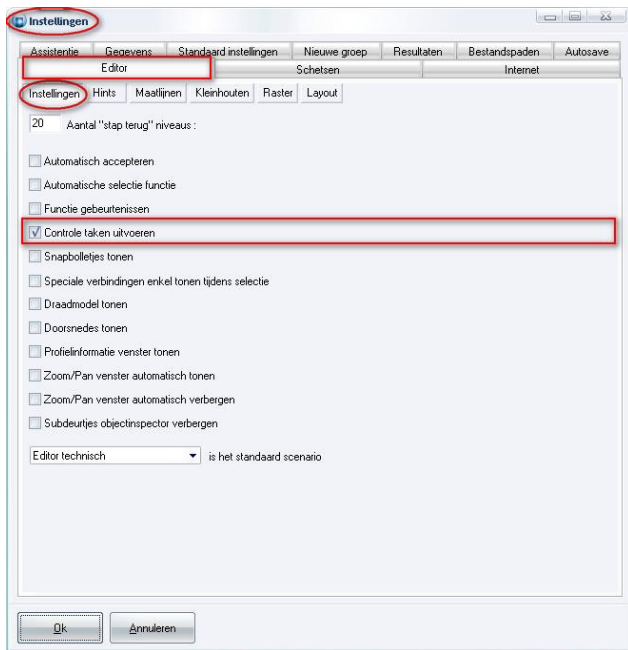 Instellingen
Assistentie Gegevens Standaard instellingen Nieuwe groep Resultaten Bestandspaden Autosave
Editor Schetsen Internet
Instellingen Hints Maatlijnen Kleinhouten Raster Layout
20 Aantal "stap terug" niveaus :
Automatisch accepteren
Automatische selectie functie
Functie gebeurtenissen
Controle taken uitvoeren
Snapbolletjes tonen
Speciale verbindingen enkel tonen tijdens selectie
Draadmodel tonen
Doorsnedes tonen
Profielinformatie venster tonen
Zoom/Pan venster automatisch tonen
Zoom/Pan venster automatisch verbergen
Subdeurtjes objectinspector verbergen
Editor technisch is het standaard scenario
Ok Annuleren